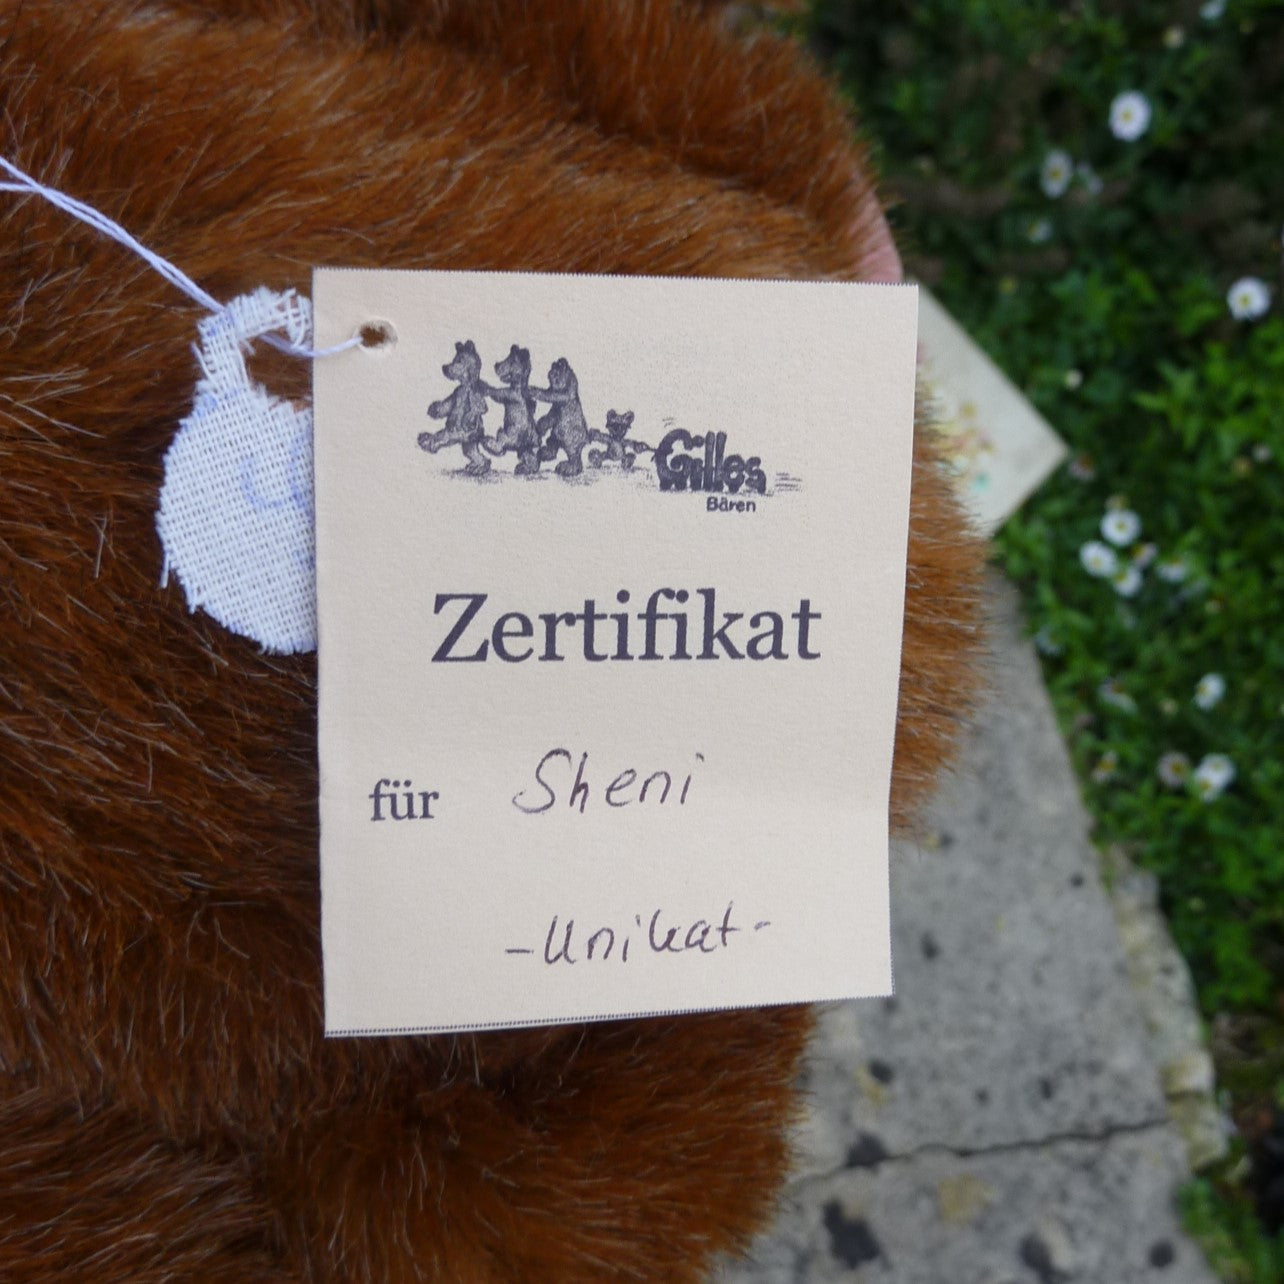 Gilles
Bären
Zertifikat
für Sheni
-Unikat-